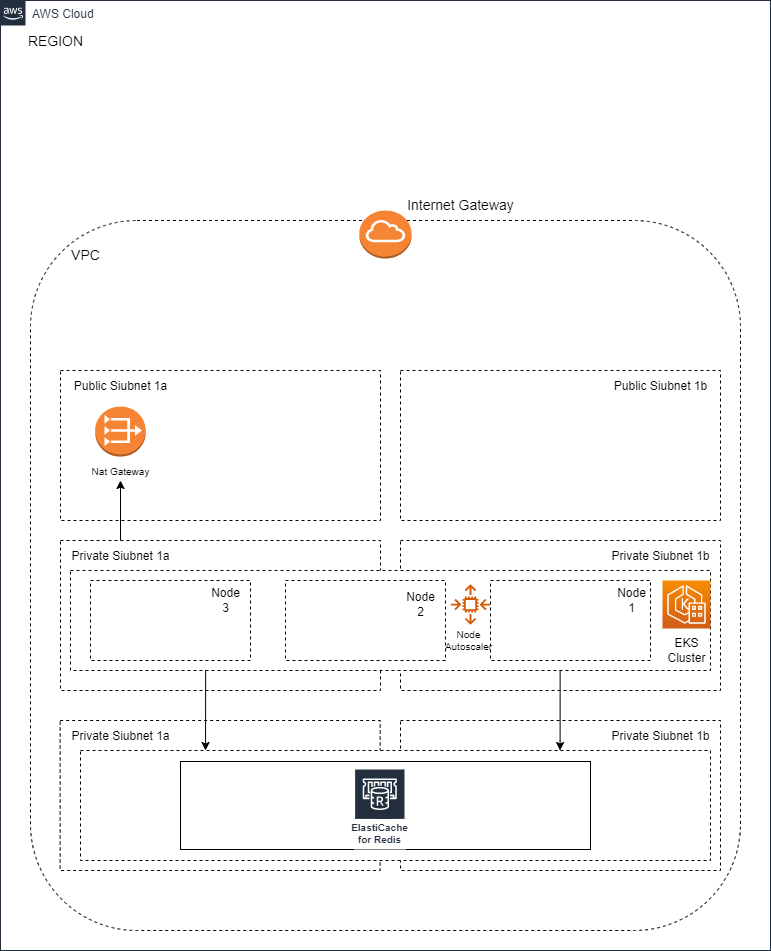 aws
AWS Cloud
REGION
Internet Gateway
VPC
Public Siubnet 1a
Public Siubnet 1b
Nat Gateway
Private Siubnet 1a
Private Siubnet 1b
Node
3
Node
2
Node
Autoscaler
Node
1
K
EKS
Cluster
Private Siubnet 1a
Private Siubnet 1b
R
ElastiCache
for Redis